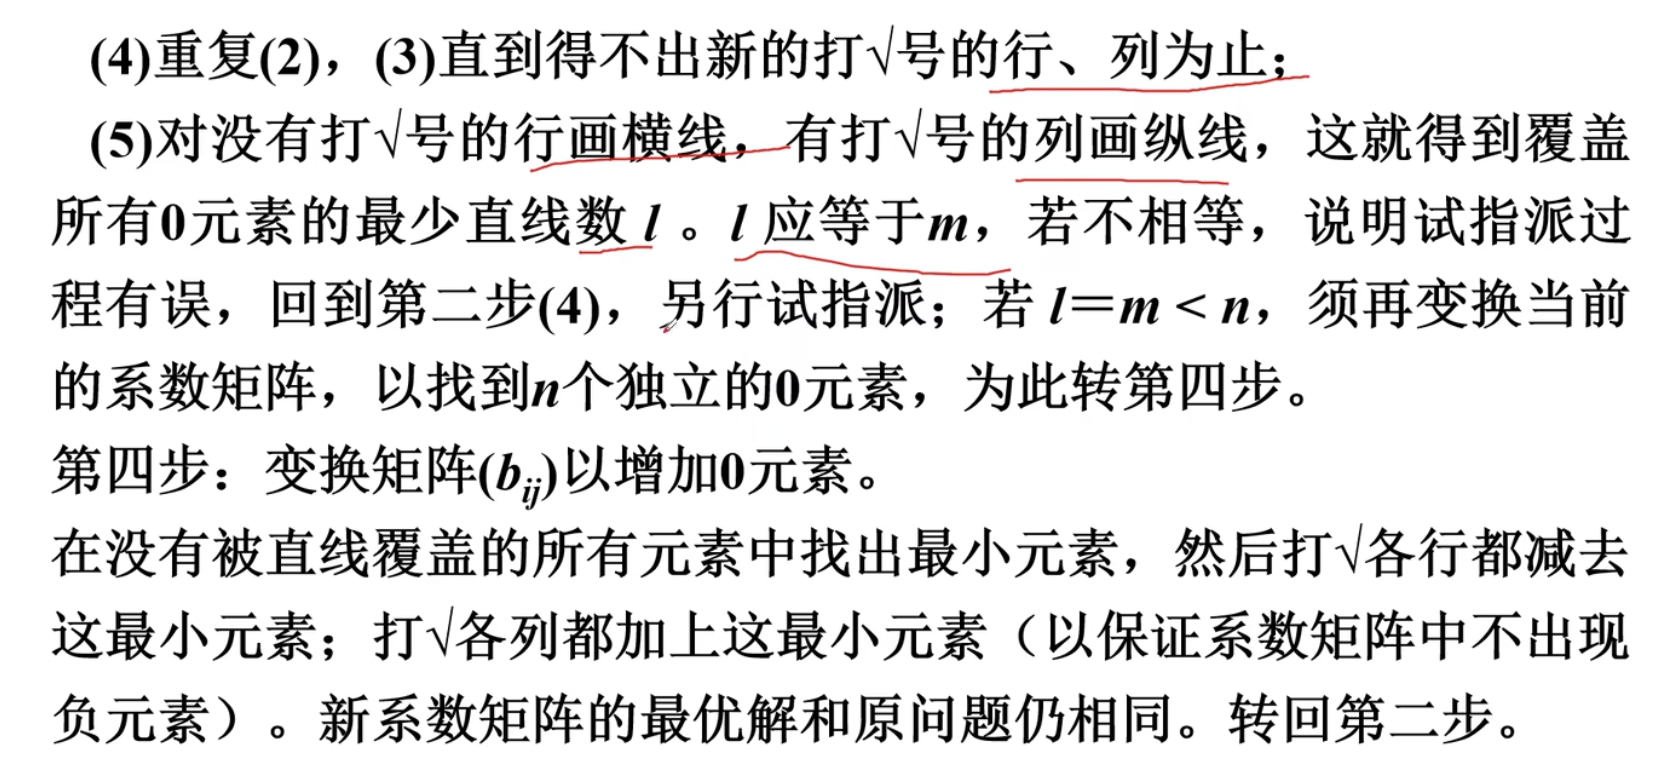 (4)重复(2)，(3)直到得不出新的打√号的行、列为止；
(5)对没有打√号的行画横线，有打√号的列画纵线，这就得到覆盖
所有0元素的最少直线数 l 。l 应等于m，若不相等，说明试指派过
程有误，回到第二步(4)，另行试指派；若 l＝m < n，须再变换当前
的系数矩阵，以找到n个独立的0元素，为此转第四步。
第四步：变换矩阵(bij)以增加0元素。
在没有被直线覆盖的所有元素中找出最小元素，然后打√各行都减去
这最小元素；打√各列都加上这最小元素（以保证系数矩阵中不出现
负元素）。新系数矩阵的最优解和原问题仍相同。转回第二步。